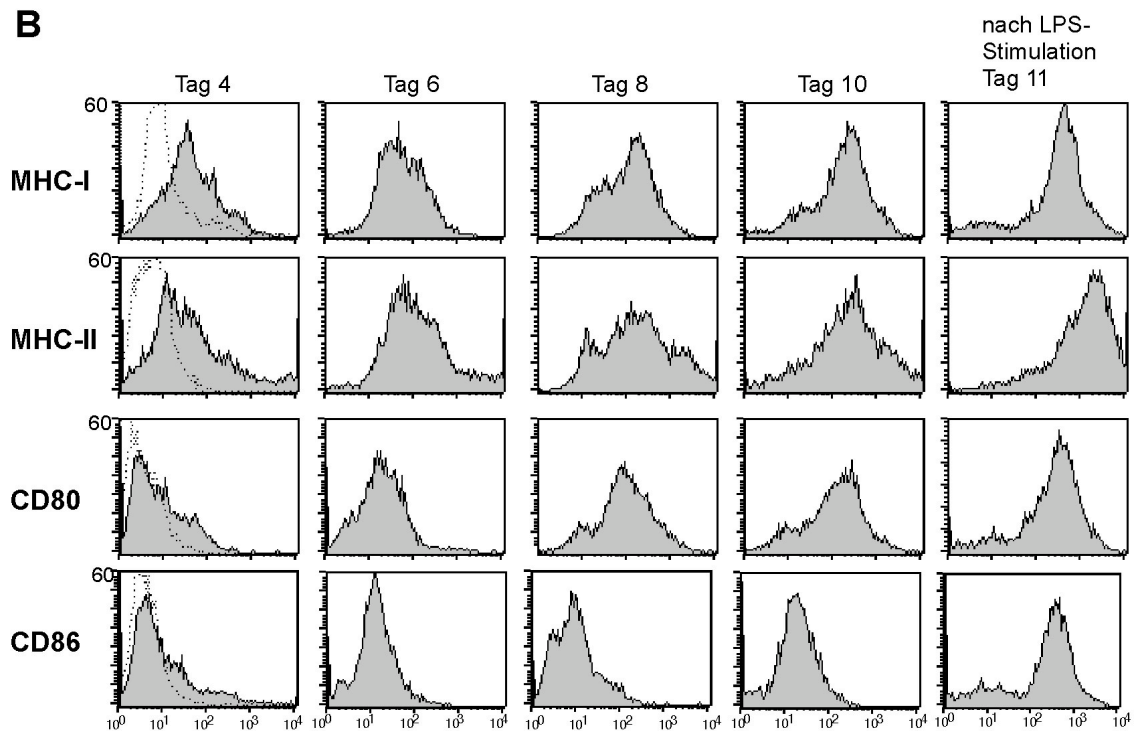 B
nach LPS-
Stimulation
Tag 4 Tag 6 Tag 8 Tag 10 Tag 11
60
MHC-I
60
MHC-II
60
CD80
60
CD86
10⁰ 10¹ 10² 10³ 10⁴ 10⁰ 10¹ 10² 10³ 10⁴ 10⁰ 10¹ 10² 10³ 10⁴ 10⁰ 10¹ 10² 10³ 10⁴ 10⁰ 10¹ 10² 10³ 10⁴